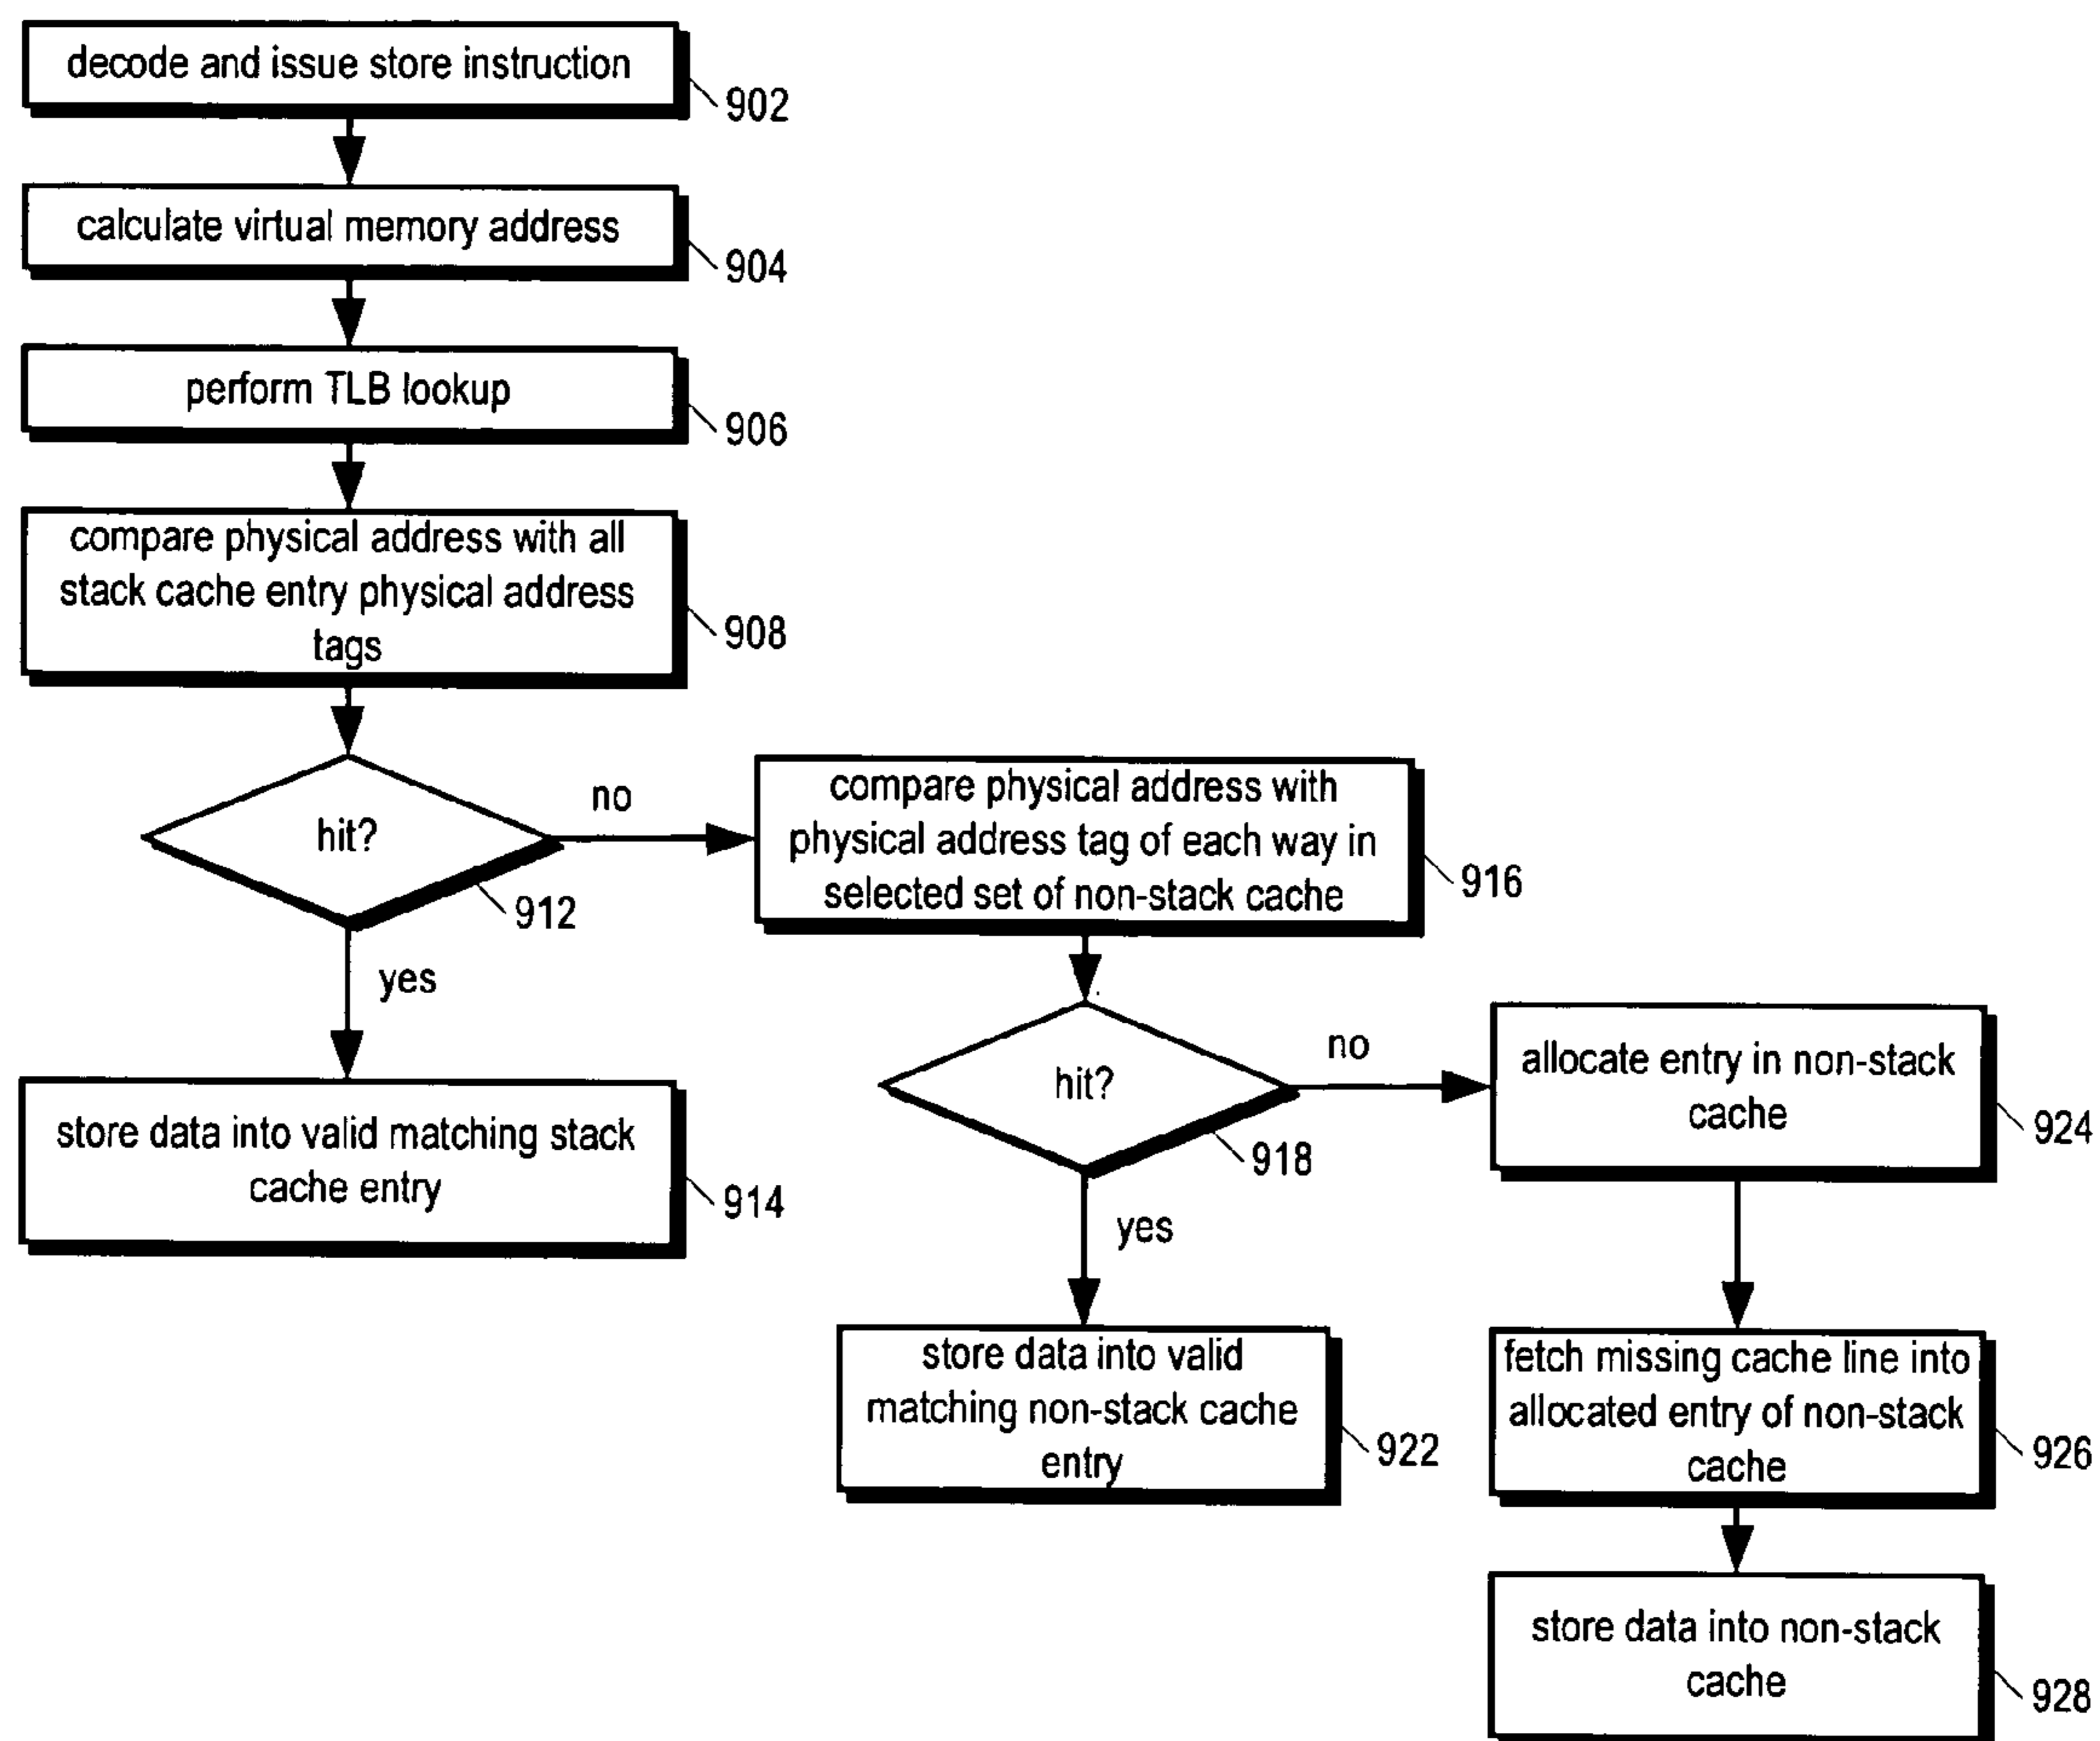 decode and issue store instruction
902
calculate virtual memory address
904
perform TLB lookup
906
compare physical address with all
stack cache entry physical address
tags
908
hit?
912
no
yes
store data into valid matching stack
cache entry
914
compare physical address with
physical address tag of each way in
selected set of non-stack cache
916
hit?
918
no
yes
store data into valid
matching non-stack cache
entry
922
allocate entry in non-stack
cache
924
fetch missing cache line into
allocated entry of non-stack
cache
926
store data into non-stack
cache
928